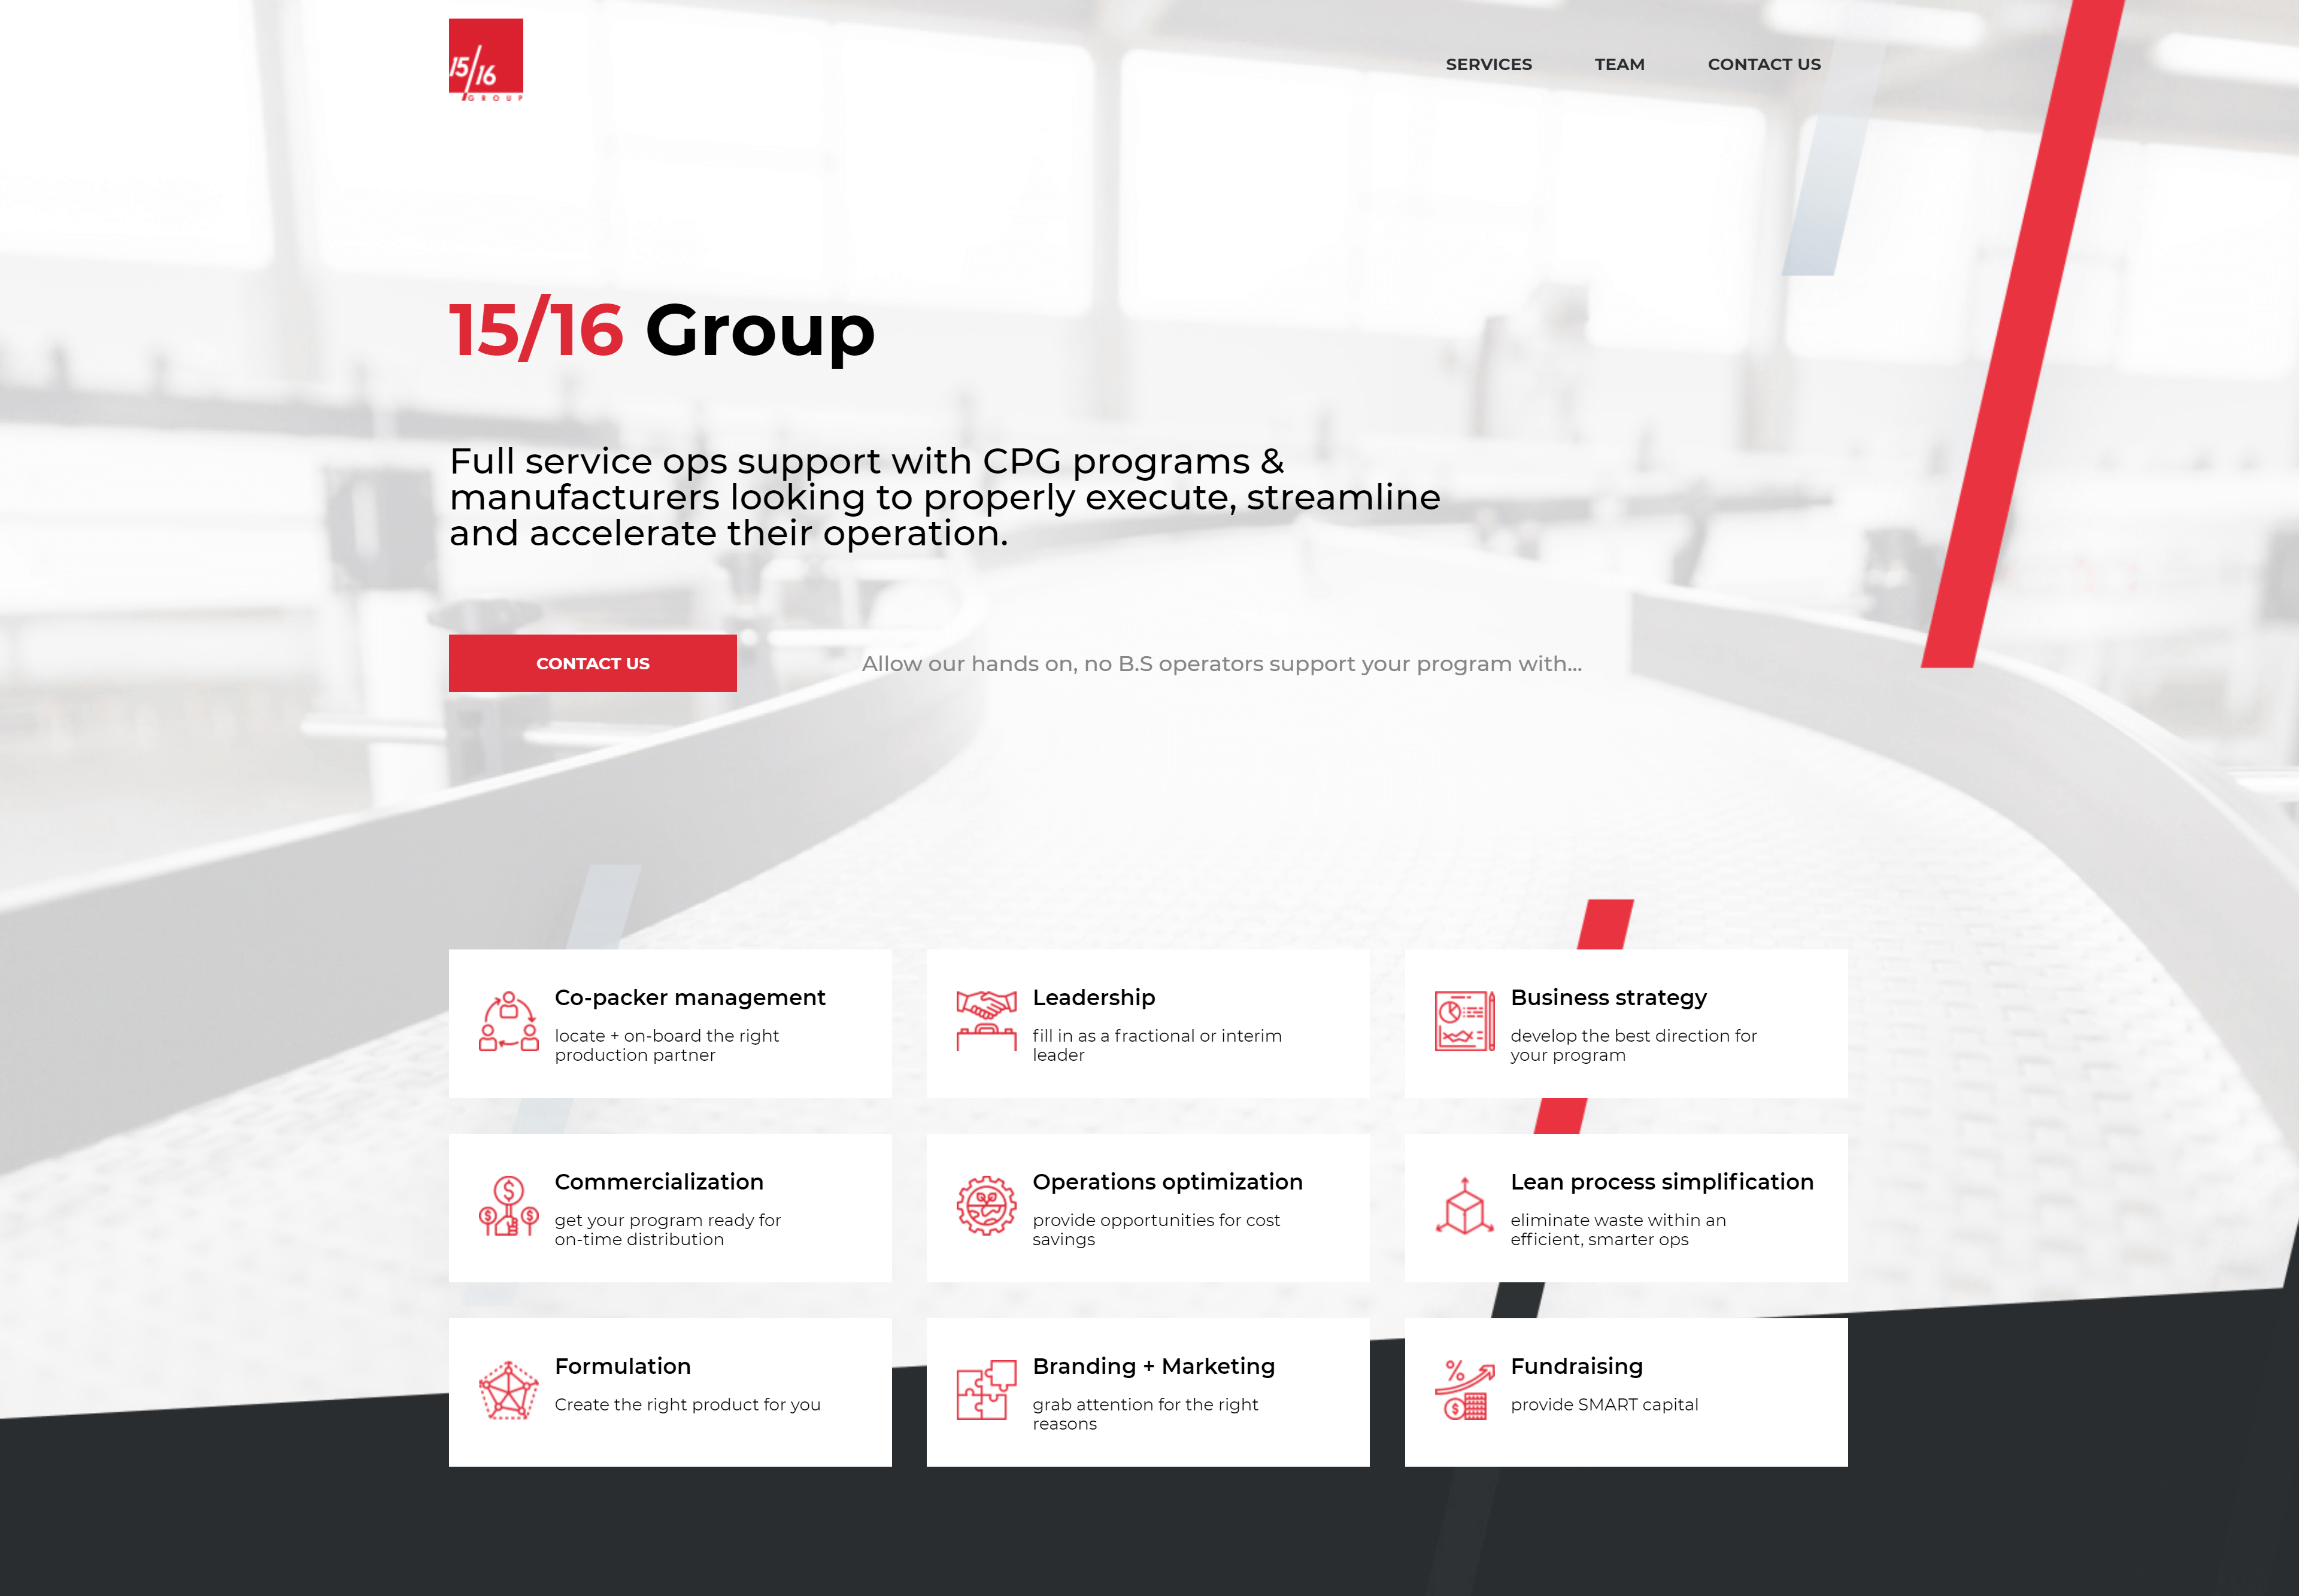 15/16
GROUP
SERVICES TEAM CONTACT US
15/16 Group
Full service ops support with CPG programs &
manufacturers looking to properly execute, streamline
and accelerate their operation.
CONTACT US
Allow our hands on, no B.S operators support your program with...
Co-packer management
locate + on-board the right
production partner
Leadership
fill in as a fractional or interim
leader
Business strategy
develop the best direction for
your program
Commercialization
get your program ready for
on-time distribution
Operations optimization
provide opportunities for cost
savings
Lean process simplification
eliminate waste within an
efficient, smarter ops
Formulation
Create the right product for you
Branding + Marketing
grab attention for the right
reasons
Fundraising
provide SMART capital